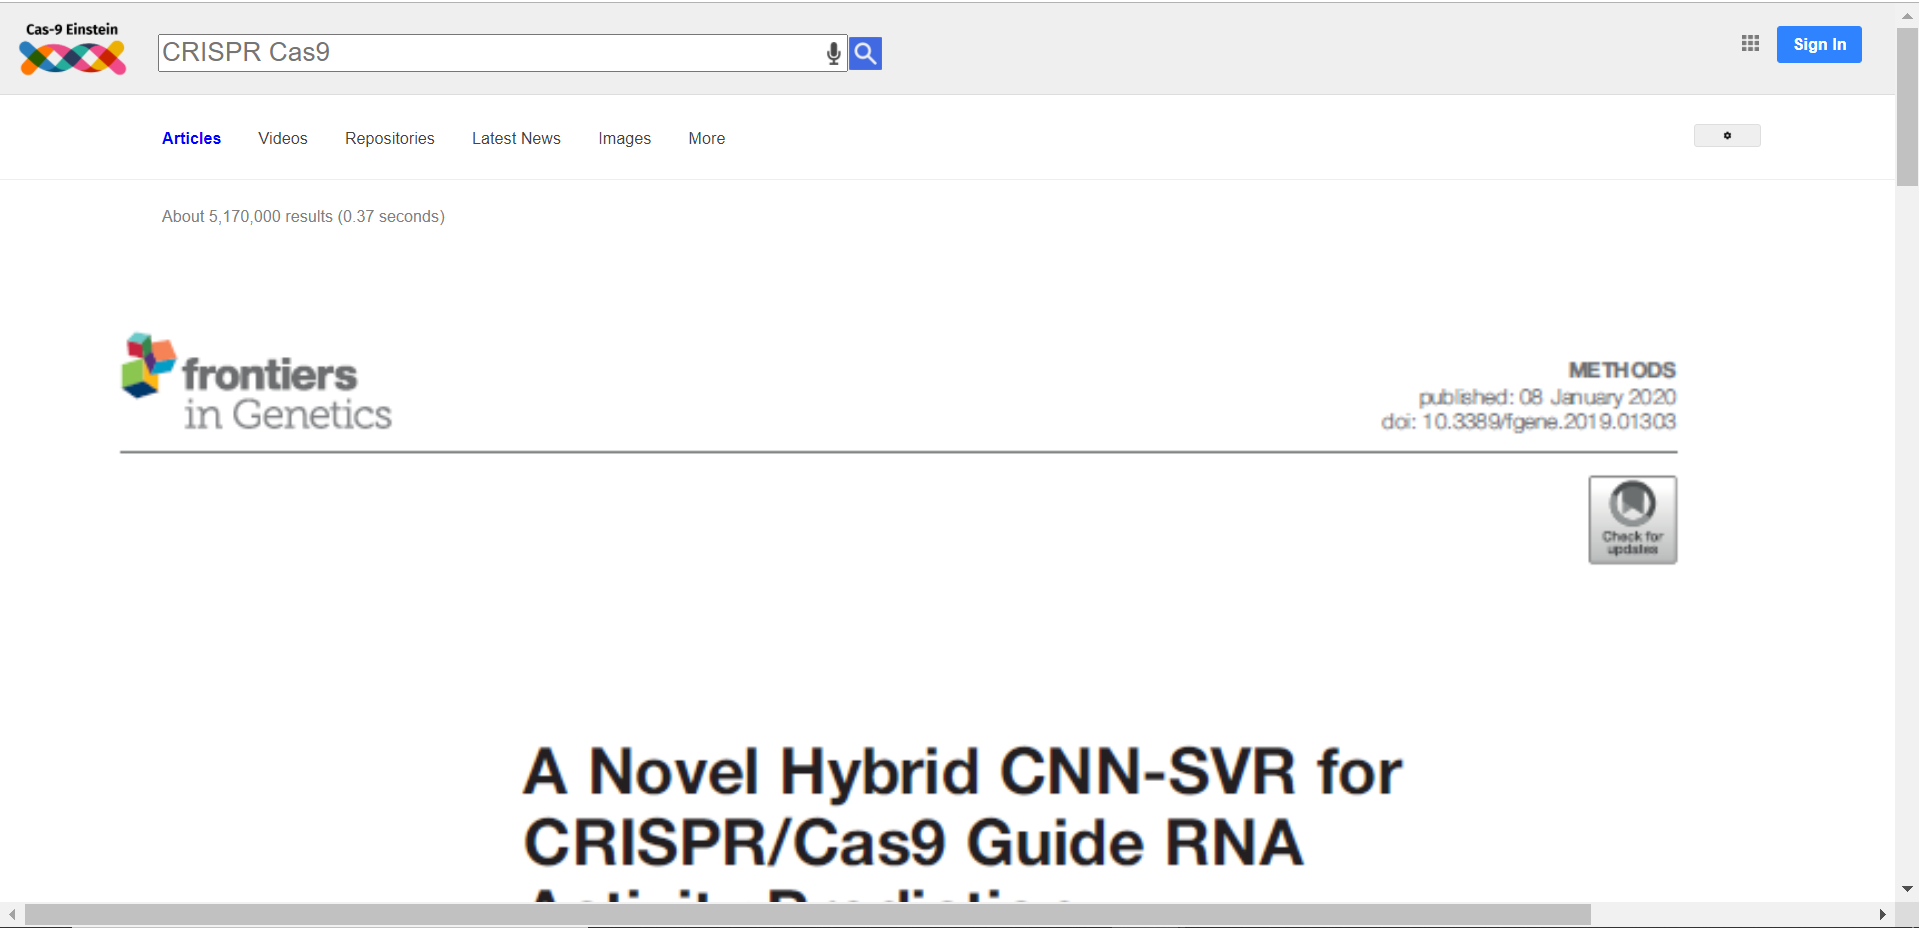 Cas-9 Einstein
CRISPR Cas9
Sign In
Articles Videos Repositories Latest News Images More
About 5,170,000 results (0.37 seconds)
frontiers
in Genetics
METHODS
published: 08 January 2020
doi: 10.3389/fgene.2019.01303
Check for
updates
A Novel Hybrid CNN-SVR for
CRISPR/Cas9 Guide RNA
Activity Prediction